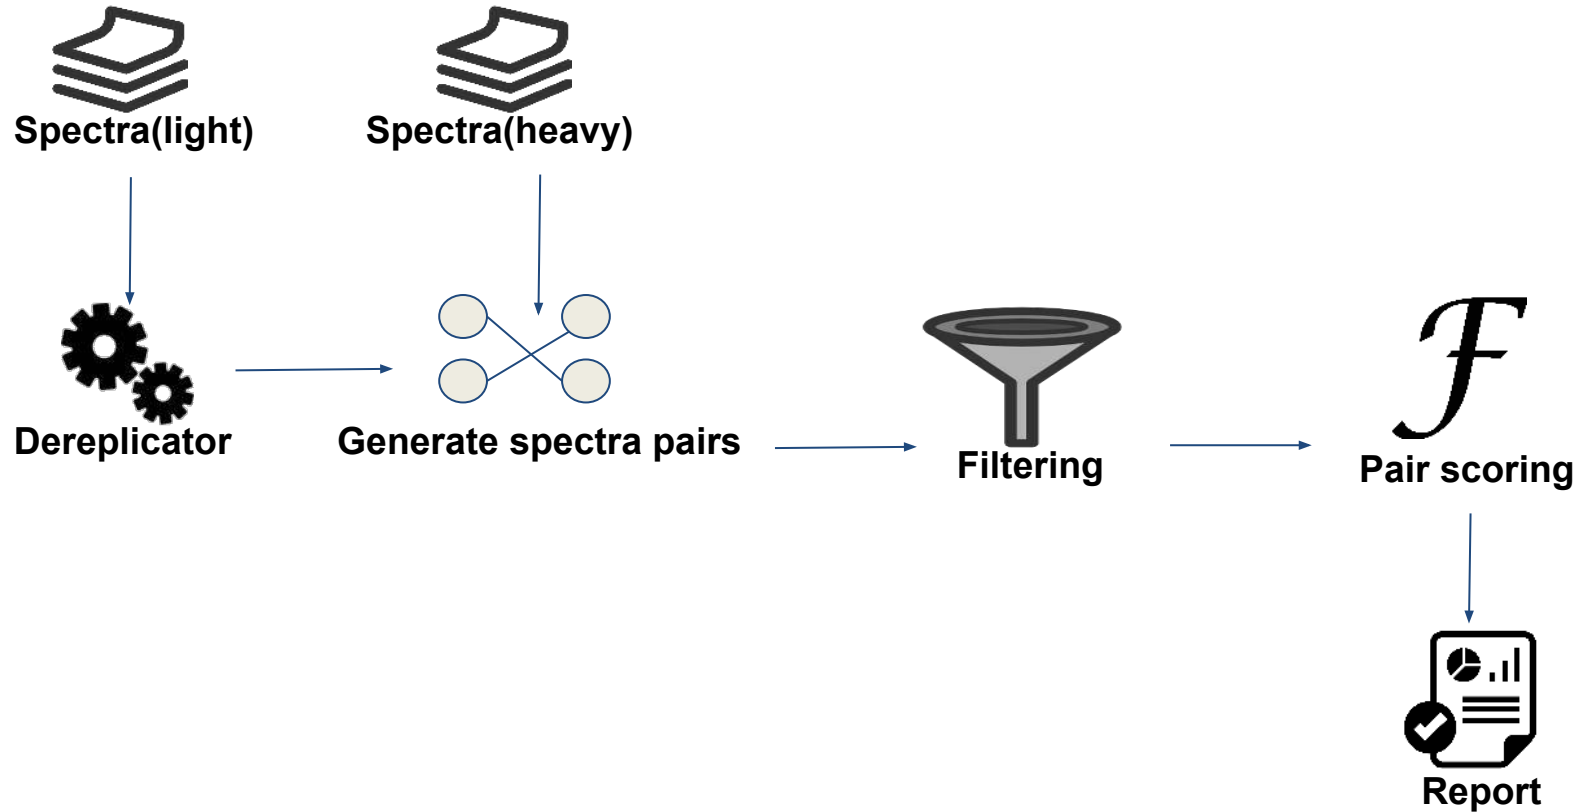 Spectra(light)
Spectra(heavy)
Dereplicator
Generate spectra pairs
Filtering
F
Pair scoring
Report